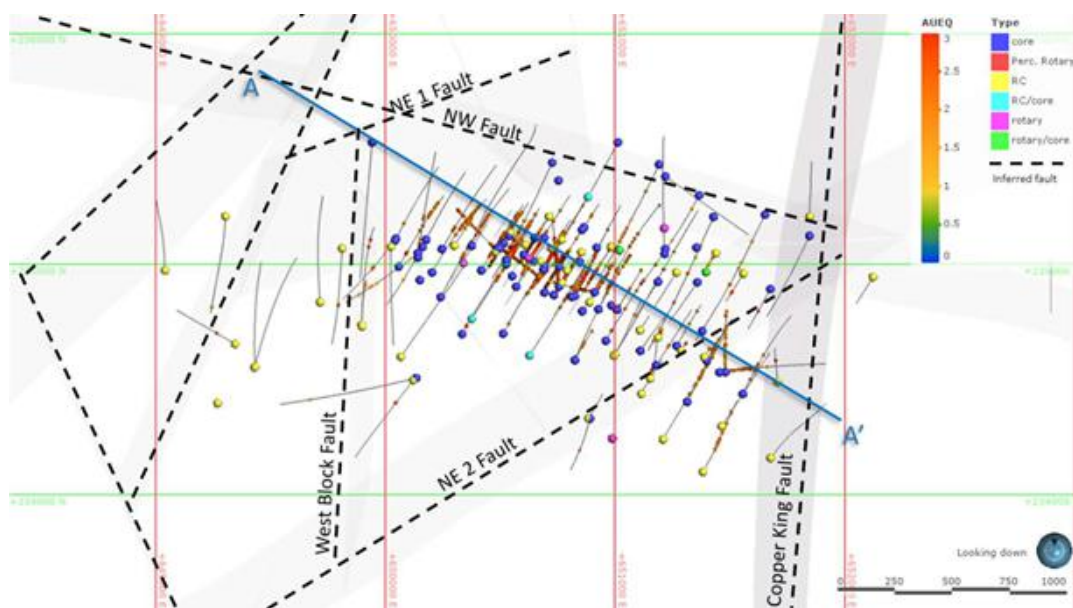 AUEQ
3
2.5
2
1.5
1
0.5
0
Type
core
Perc. Rotary
RC
RC/core
rotary
rotary/core
Inferred fault
A
NE 1 Fault
NW Fault
West Block Fault
NE 2 Fault
Copper King Fault
A'
Looking down
0 250 500 750 1000